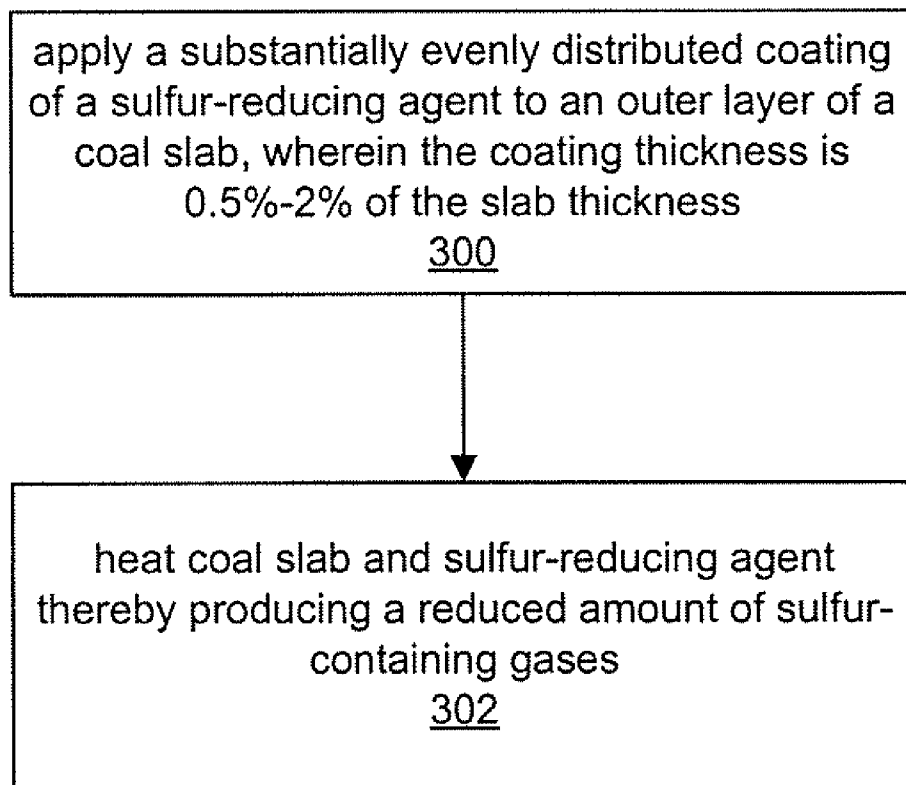 apply a substantially evenly distributed coating
of a sulfur-reducing agent to an outer layer of a
coal slab, wherein the coating thickness is
0.5%-2% of the slab thickness
300
heat coal slab and sulfur-reducing agent
thereby producing a reduced amount of sulfur-
containing gases
302